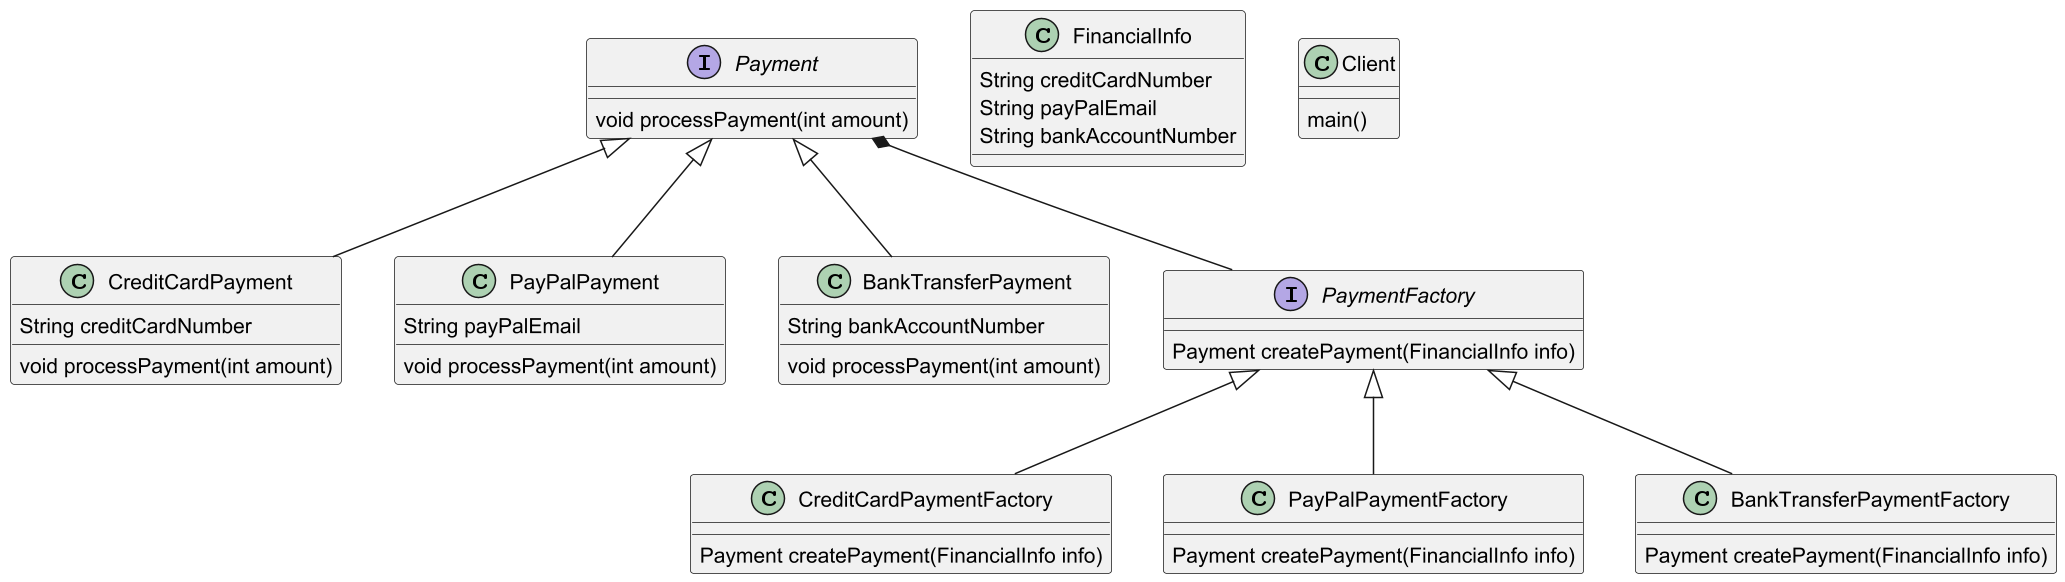 I Payment
void processPayment(int amount)
C FinancialInfo
String creditCardNumber
String payPalEmail
String bankAccountNumber
C Client
main()
C CreditCardPayment
String creditCardNumber
void processPayment(int amount)
C PayPalPayment
String payPalEmail
void processPayment(int amount)
C BankTransferPayment
String bankAccountNumber
void processPayment(int amount)
I PaymentFactory
Payment createPayment(FinancialInfo info)
C CreditCardPaymentFactory
Payment createPayment(FinancialInfo info)
C PayPalPaymentFactory
Payment createPayment(FinancialInfo info)
C BankTransferPaymentFactory
Payment createPayment(FinancialInfo info)